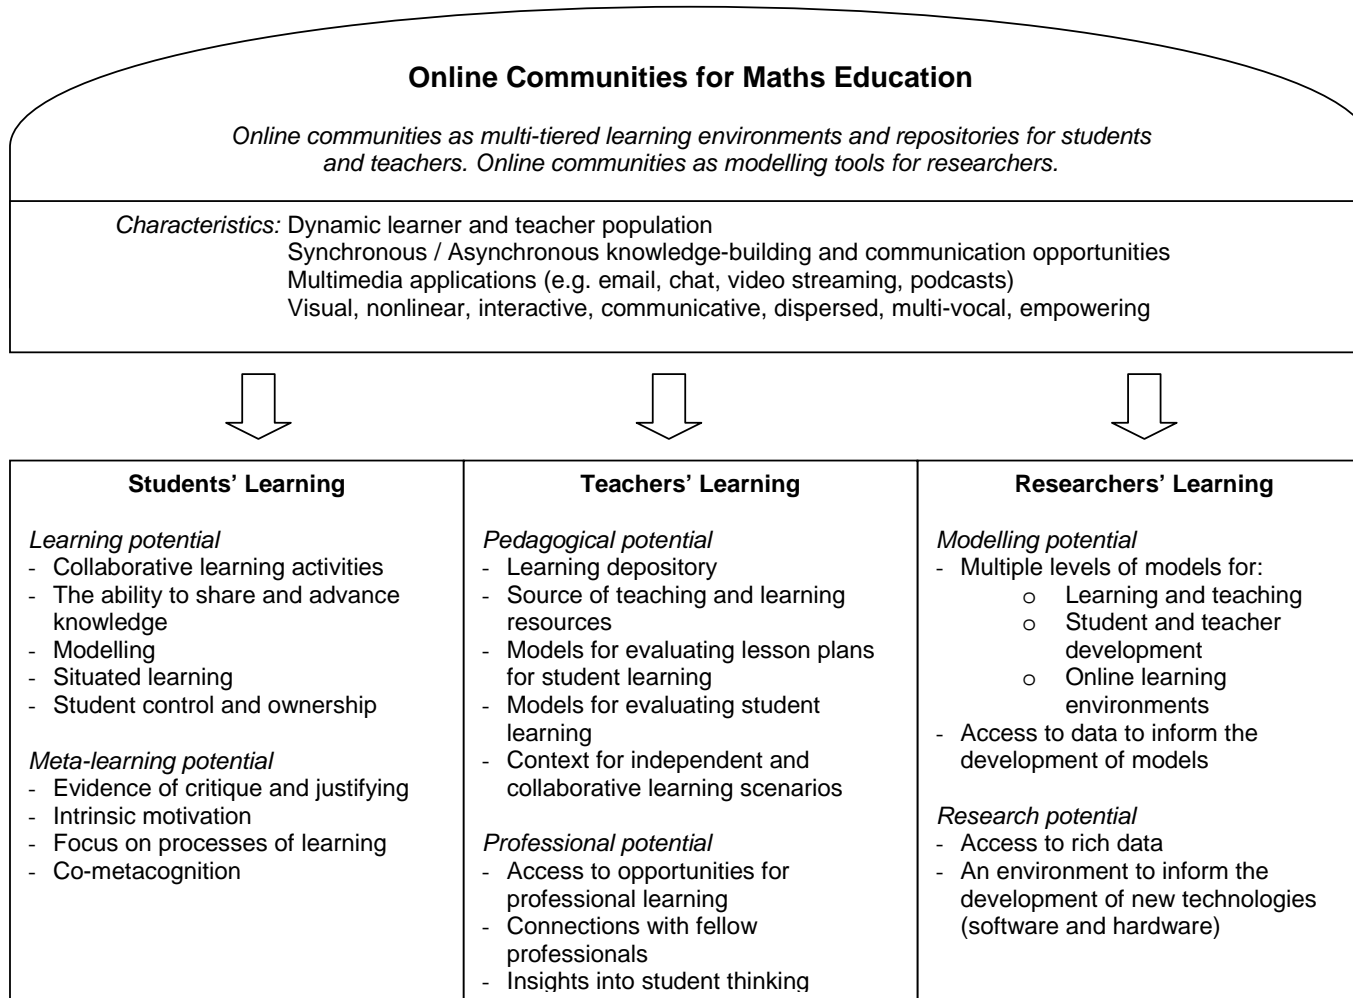 Online Communities for Maths Education
Online communities as multi-tiered learning environments and repositories for students
and teachers. Online communities as modelling tools for researchers.
Characteristics: Dynamic learner and teacher population
Synchronous / Asynchronous knowledge-building and communication opportunities
Multimedia applications (e.g. email, chat, video streaming, podcasts)
Visual, nonlinear, interactive, communicative, dispersed, multi-vocal, empowering
Students’ Learning
Learning potential
- Collaborative learning activities
- The ability to share and advance
knowledge
- Modelling
- Situated learning
- Student control and ownership
Meta-learning potential
- Evidence of critique and justifying
- Intrinsic motivation
- Focus on processes of learning
- Co-metacognition
Teachers’ Learning
Pedagogical potential
- Learning depository
- Source of teaching and learning
resources
- Models for evaluating lesson plans
for student learning
- Models for evaluating student
learning
- Context for independent and
collaborative learning scenarios
Professional potential
- Access to opportunities for
professional learning
- Connections with fellow
professionals
- Insights into student thinking
Researchers’ Learning
Modelling potential
- Multiple levels of models for:
o Learning and teaching
o Student and teacher
development
o Online learning
environments
- Access to data to inform the
development of models
Research potential
- Access to rich data
- An environment to inform the
development of new technologies
(software and hardware)